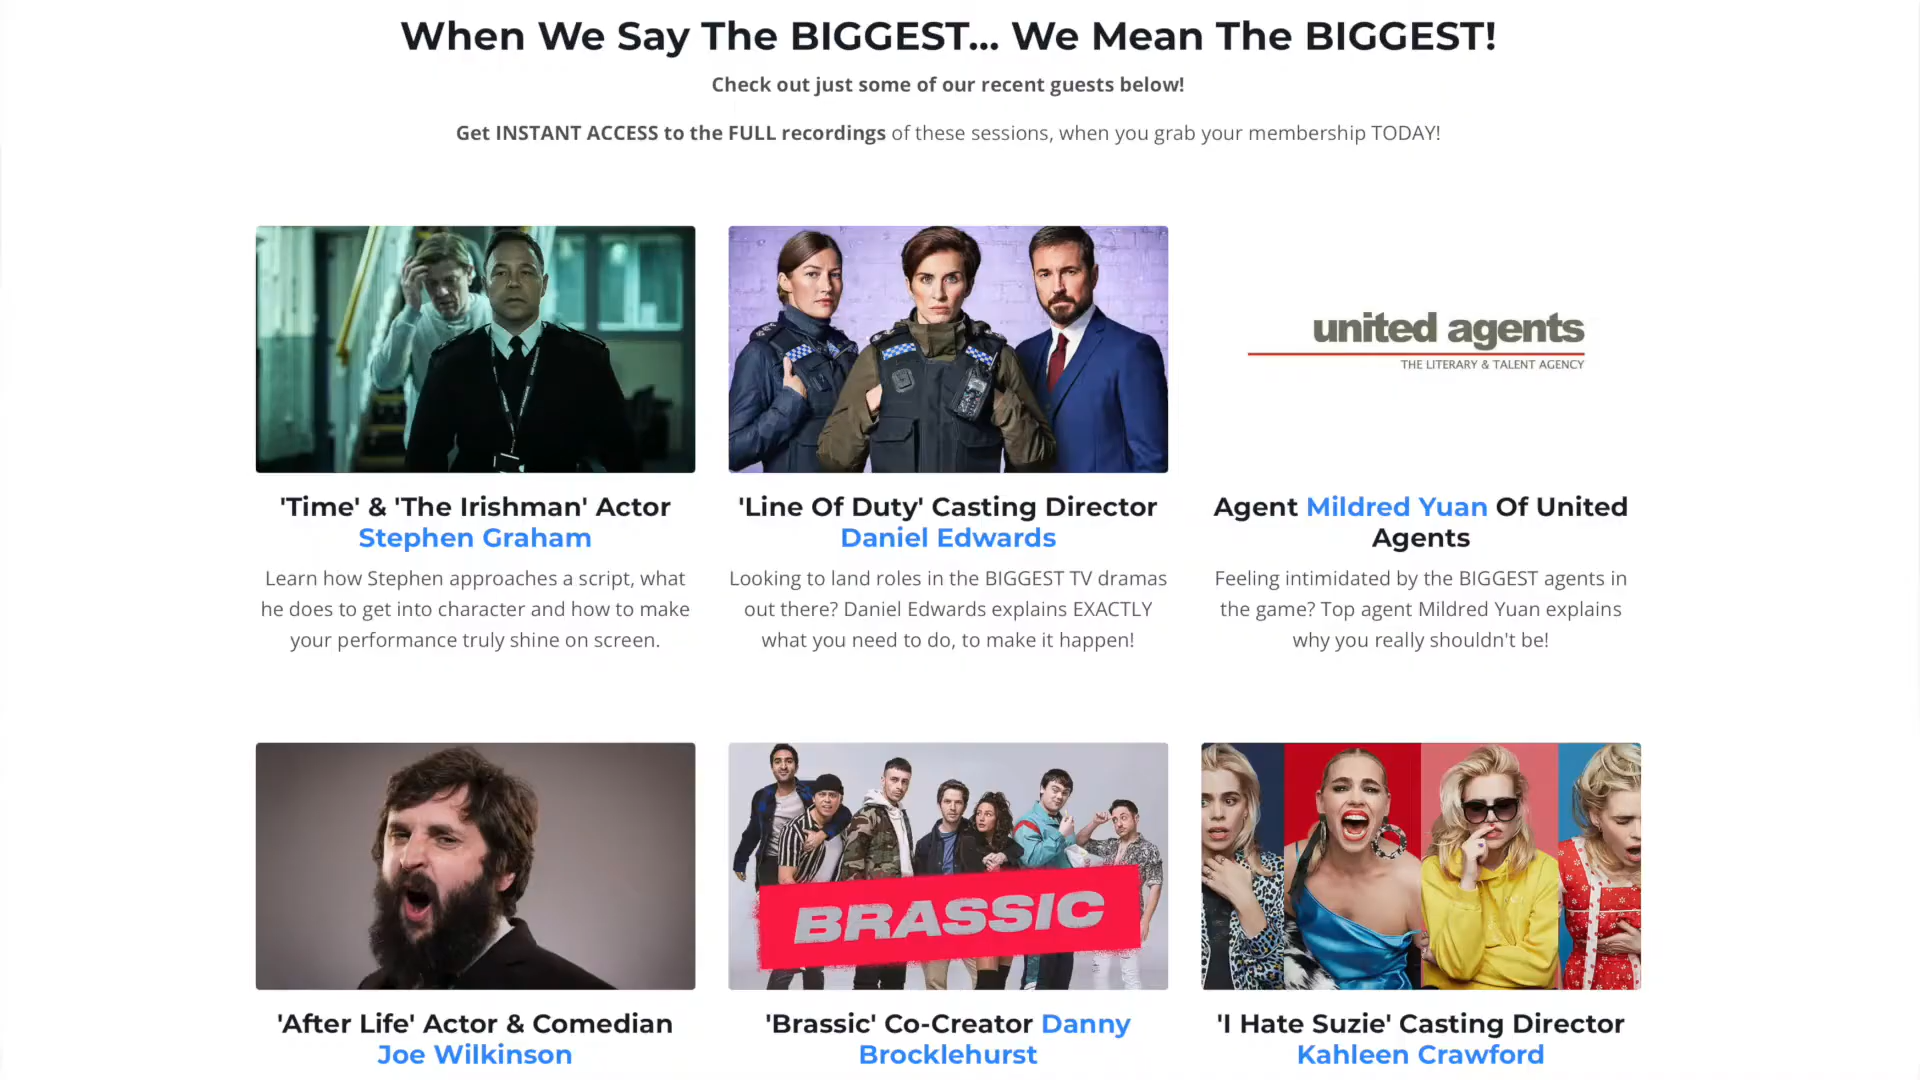 When We Say The BIGGEST... We Mean The BIGGEST!
Check out just some of our recent guests below!
Get INSTANT ACCESS to the FULL recordings of these sessions, when you grab your membership TODAY!
united agents
THE LITERARY & TALENT AGENCY
'Time' & 'The Irishman' Actor
Stephen Graham
Learn how Stephen approaches a script, what
he does to get into character and how to make
your performance truly shine on screen.
'Line Of Duty' Casting Director
Daniel Edwards
Looking to land roles in the BIGGEST TV dramas
out there? Daniel Edwards explains EXACTLY
what you need to do, to make it happen!
Agent Mildred Yuan Of United
Agents
Feeling intimidated by the BIGGEST agents in
the game? Top agent Mildred Yuan explains
why you really shouldn't be!
BRASSIC
'After Life' Actor & Comedian
Joe Wilkinson
'Brassic' Co-Creator Danny
Brocklehurst
'I Hate Suzie' Casting Director
Kahleen Crawford